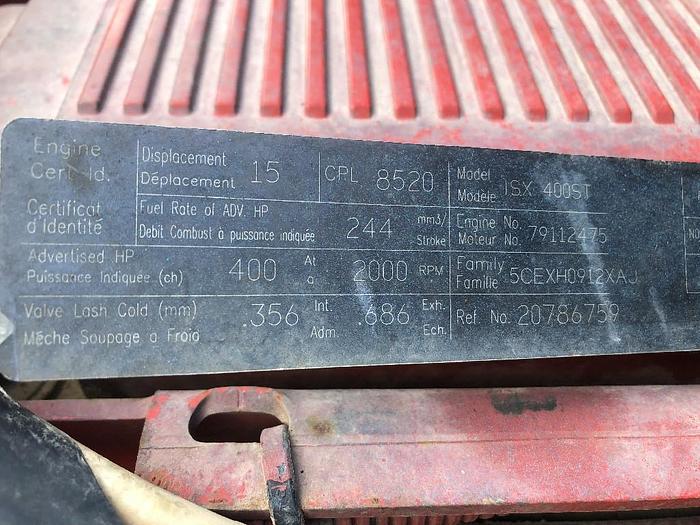 Engine Cert. Id.
Certificat d'identité
Displacement 15
Déplacement
CPL 8520
Model ISX 400ST
Modele
Fuel Rate of ADV. HP
Debit Combust à puissance indiquée
244 mm3/Stroke
Engine No. 79112475
Moteur No.
Advertised HP
Puissance Indiquée (ch)
400 At a 2000 RPM
Family 5CEXH0912XAJ
Famille
Valve Lash Cold (mm)
Mêche Soupage a Froid
.356 Int. Adm. .686 Exh. Ech.
Ref. No. 20786759
NO